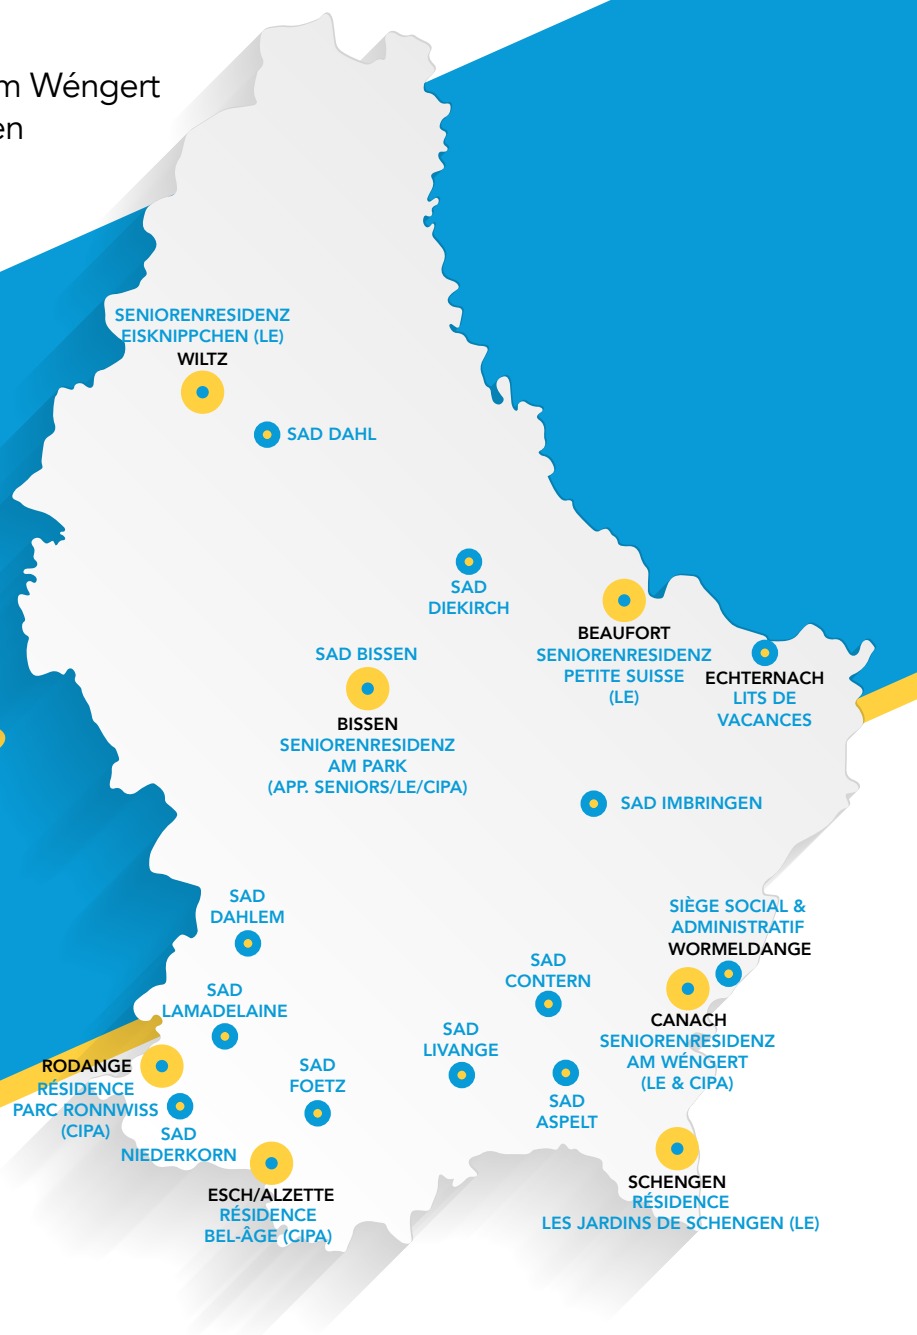 m Wéngert
en
SENIORENRESIDENZ
EISKNIPPCHEN (LE)
WILTZ
SAD DAHL
SAD
DIEKIRCH
BEAUFORT
SENIORENRESIDENZ
PETITE SUISSE
(LE)
ECHTERNACH
LITS DE
VACANCES
SAD BISSEN
BISSEN
SENIORENRESIDENZ
AM PARK
(APP. SENIORS/LE/CIPA)
SAD IMBRINGEN
SAD
DAHLEM
SIÈGE SOCIAL &
ADMINISTRATIF
WORMELDANGE
SAD
CONTERN
SAD
LAMADELAINE
CANACH
SENIORENRESIDENZ
AM WÉNGERT
(LE & CIPA)
SAD
LIVANGE
RODANGE
RÉSIDENCE
PARC RONNWISS
(CIPA)
SAD
FOETZ
SAD
ASPELT
SAD
NIEDERKORN
ESCH/ALZETTE
RÉSIDENCE
BEL-ÂGE (CIPA)
SCHENGEN
RÉSIDENCE
LES JARDINS DE SCHENGEN (LE)